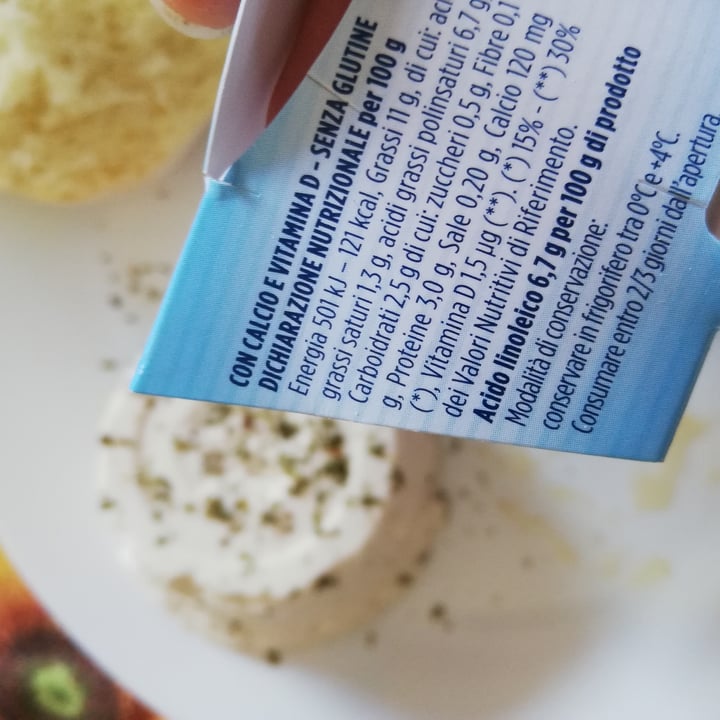 CON CALCIO E VITAMINA D - SENZA GLUTINE
DICHIARAZIONE NUTRIZIONALE per 100 g
Energia 501 kJ – 121 kcal, Grassi 11 g, di cui: aci
grassi saturi 1,3 g, acidi grassi polinsaturi 6,7 g
Carboidrati 2,5 g di cui: zuccheri 0,5 g, Fibre 0,1
g, Proteine 3,0 g, Sale 0,20 g, Calcio 120 mg
(*), Vitamina D 1,5 µg (**). (*) 15% - (**) 30%
dei Valori Nutritivi di Riferimento.
Acido linoleico 6,7 g per 100 g di prodotto
Modalità di conservazione:
conservare in frigorifero tra 0°C e +4°C.
Consumare entro 2/3 giorni dall'apertura